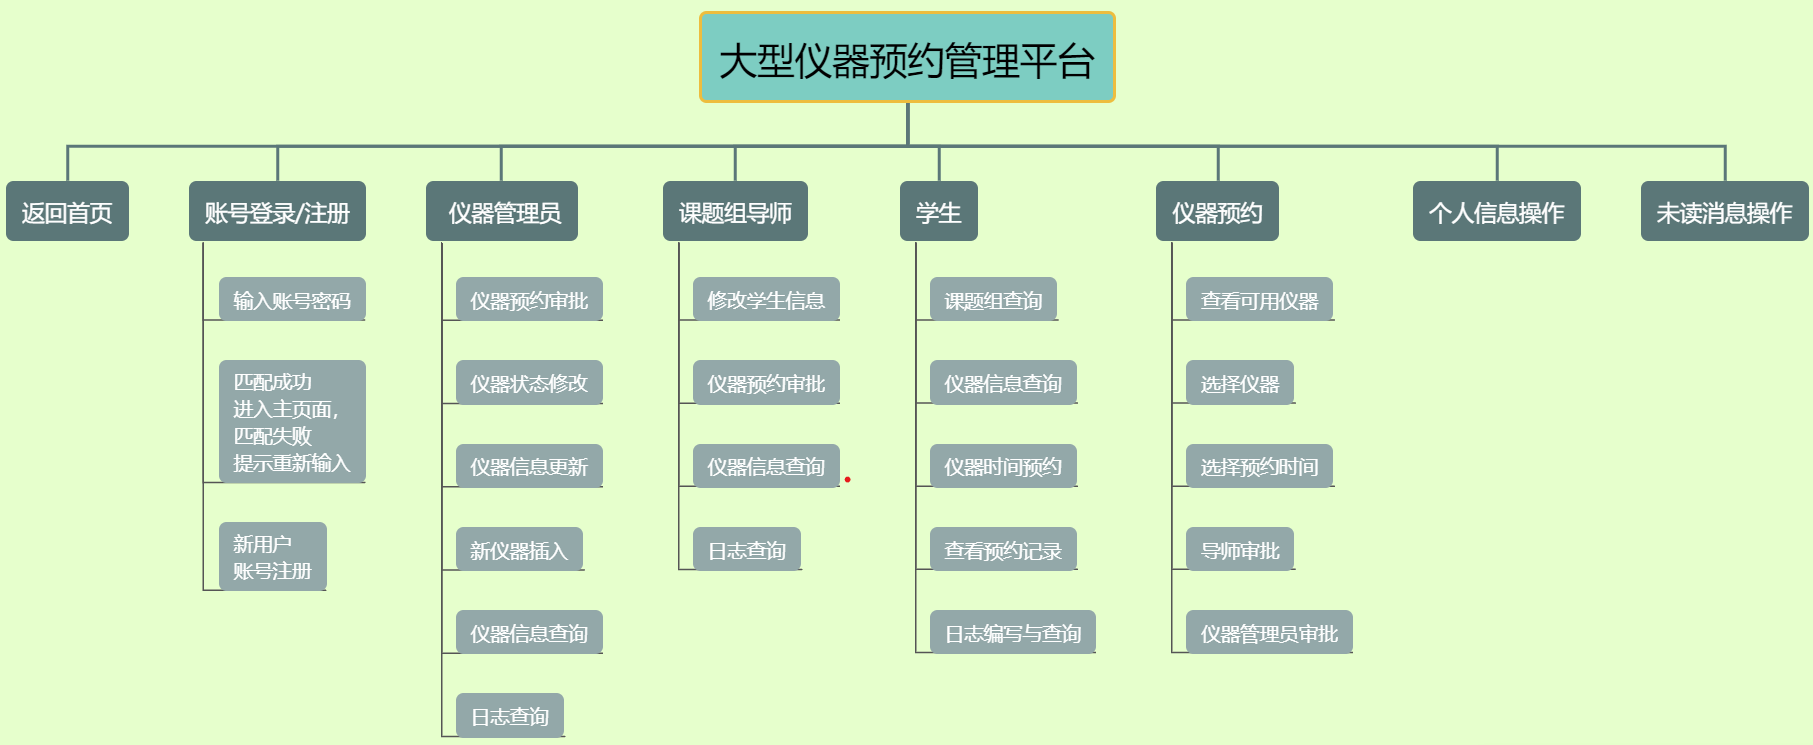 大型仪器预约管理平台
返回首页
账号登录/注册
输入账号密码
匹配成功
进入主页面，
匹配失败
提示重新输入
新用户
账号注册
仪器管理员
仪器预约审批
仪器状态修改
仪器信息更新
新仪器插入
仪器信息查询
日志查询
课题组导师
修改学生信息
仪器预约审批
仪器信息查询
日志查询
学生
课题组查询
仪器信息查询
仪器时间预约
查看预约记录
日志编写与查询
仪器预约
查看可用仪器
选择仪器
选择预约时间
导师审批
仪器管理员审批
个人信息操作
未读消息操作